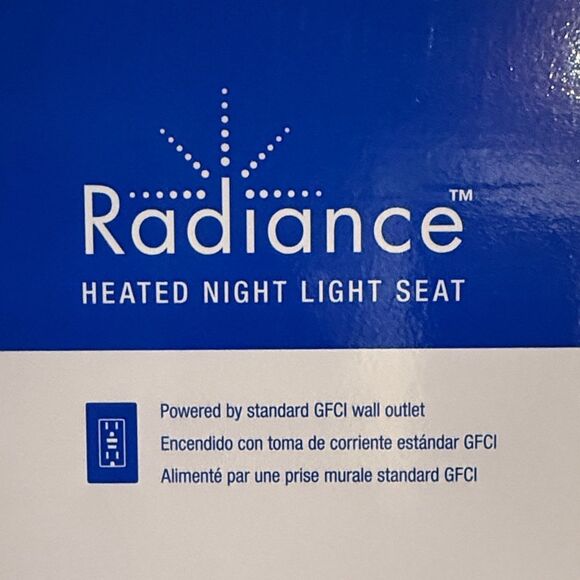 Radiance™
HEATED NIGHT LIGHT SEAT
Powered by standard GFCI wall outlet
Encendido con toma de corriente estándar GFCI
Alimenté par une prise murale standard GFCI